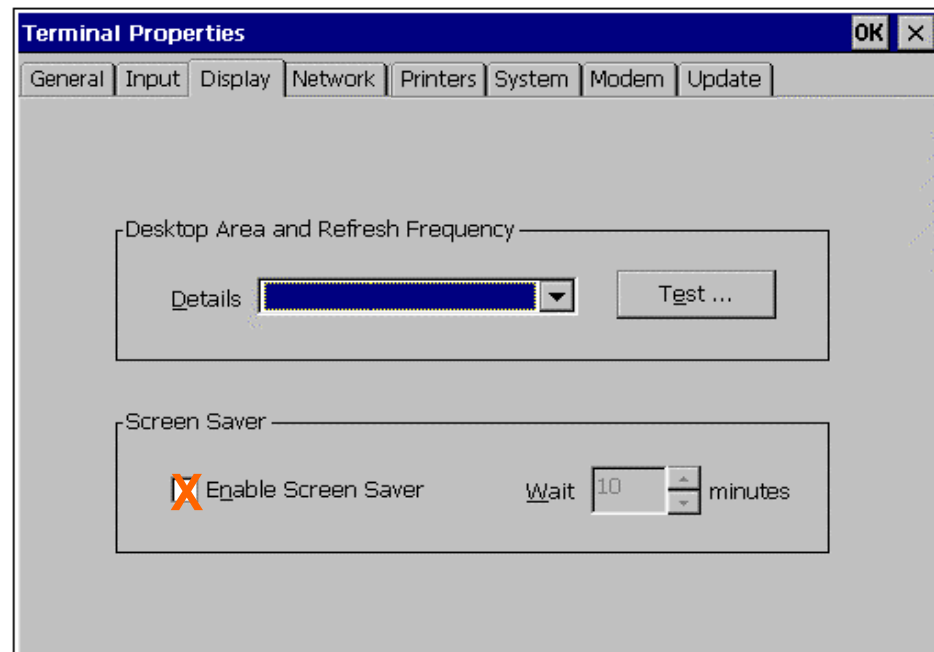 Terminal Properties OK ×
General Input Display Network Printers System Modem Update
Desktop Area and Refresh Frequency
Details Test ...
Screen Saver
X Enable Screen Saver Wait 10 minutes